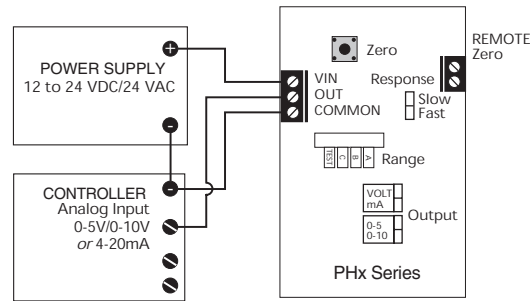 POWER SUPPLY
12 to 24 VDC/24 VAC
+
-
CONTROLLER
Analog Input
0-5V/0-10V
or 4-20mA
-
Zero
REMOTE
Zero
VIN
OUT
COMMON
Response
Slow
Fast
TEST
C
B
A
Range
VOLT
mA
0-5
0-10
Output
PHx Series